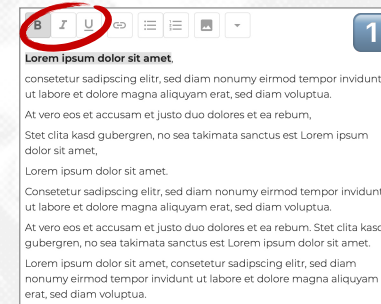 B I U
1
Lorem ipsum dolor sit amet,
consetetur sadipscing elitr, sed diam nonumy eirmod tempor invidunt
ut labore et dolore magna aliquyam erat, sed diam voluptua.
At vero eos et accusam et justo duo dolores et ea rebum,
Stet clita kasd gubergren, no sea takimata sanctus est Lorem ipsum
dolor sit amet,
Lorem ipsum dolor sit amet.
Consetetur sadipscing elitr, sed diam nonumy eirmod tempor invidunt
ut labore et dolore magna aliquyam erat, sed diam voluptua.
At vero eos et accusam et justo duo dolores et ea rebum. Stet clita kasd
gubergren, no sea takimata sanctus est Lorem ipsum dolor sit amet.
Lorem ipsum dolor sit amet, consetetur sadipscing elitr, sed diam
nonumy eirmod tempor invidunt ut labore et dolore magna aliquyam
erat, sed diam voluptua.